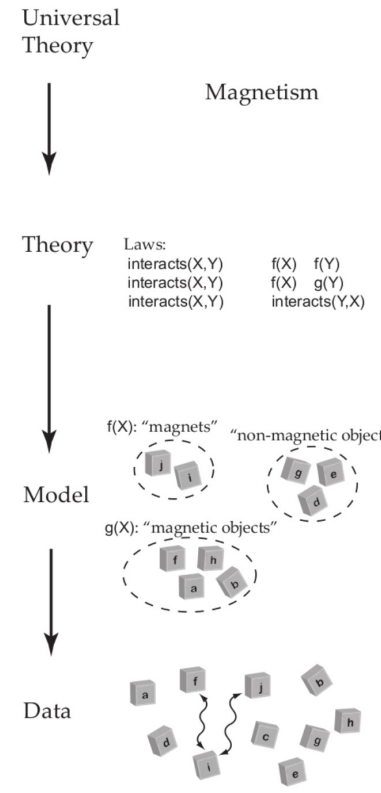 Universal
Theory
Magnetism
Theory
Laws:
interacts(X,Y) f(X) f(Y)
interacts(X,Y) f(X) g(Y)
interacts(X,Y) interacts(Y,X)
f(X): “magnets”
“non-magnetic object
j
i
g e
d
Model
g(X): “magnetic objects”
f h
a b
Data
a f j b
h
d i c g
e